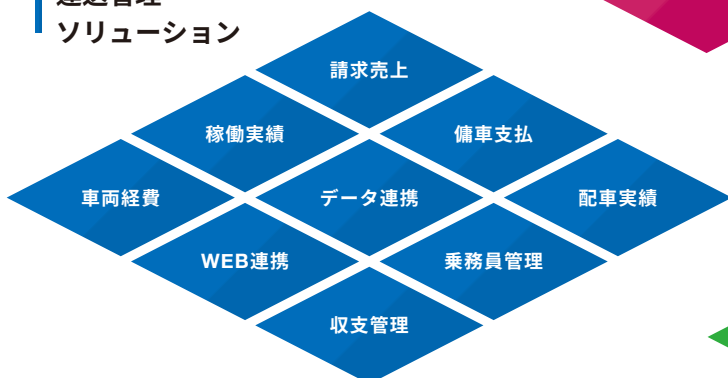 ソリューション
請求売上
稼働実績
傭車支払
車両経費
データ連携
配車実績
WEB連携
乗務員管理
収支管理